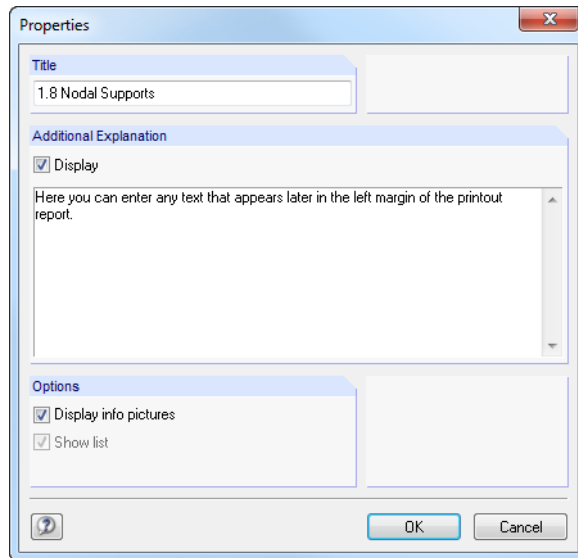 Properties
Title
1.8 Nodal Supports
Additional Explanation
Display
Here you can enter any text that appears later in the left margin of the printout
report.
Options
Display info pictures
Show list
OK
Cancel